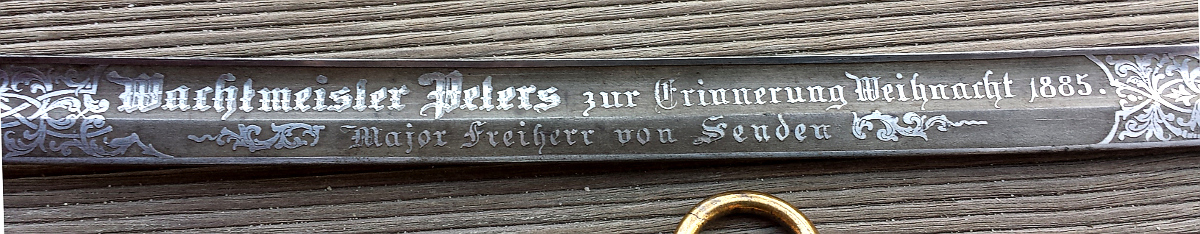 Wachtmeister Peters zur Erinnerung Weihnacht 1885.
Major Freiherr von Senden